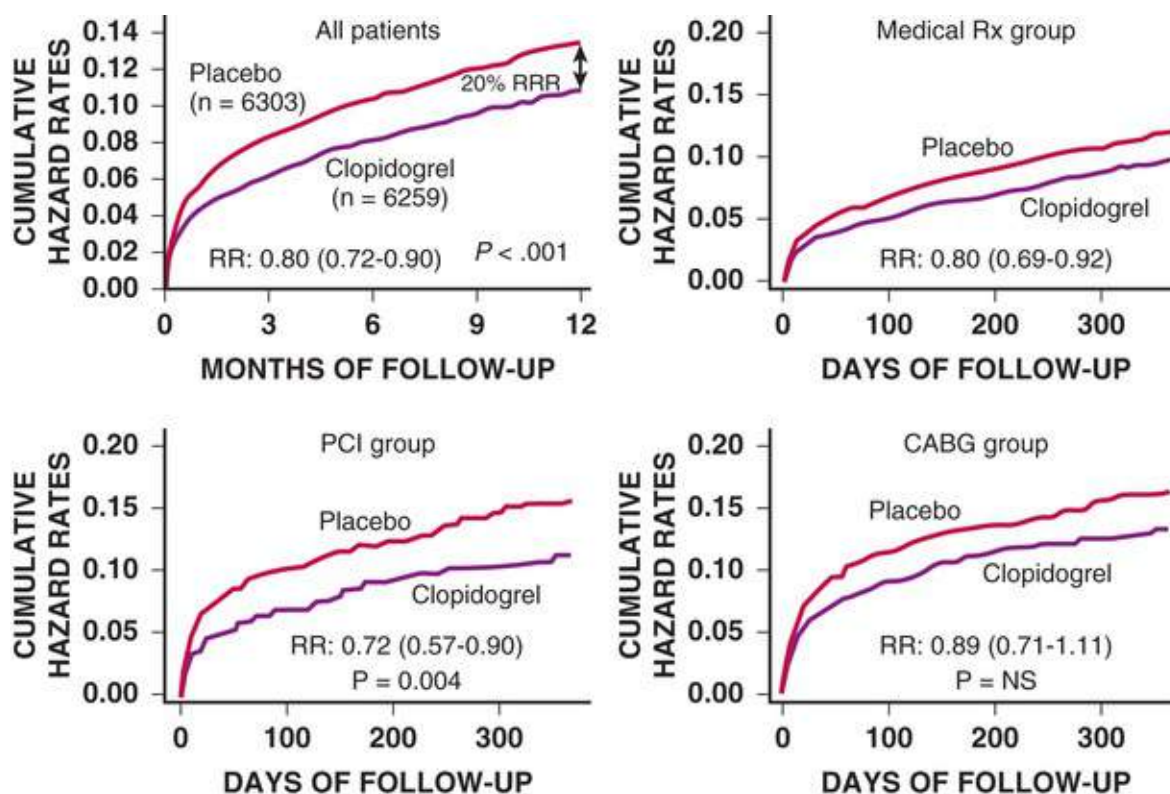 All patients
CUMULATIVE
HAZARD RATES
0.14
0.12
0.10
0.08
0.06
0.04
0.02
0.00
Placebo
(n = 6303)
20% RRR
Clopidogrel
(n = 6259)
RR: 0.80 (0.72-0.90)
P < .001
0 3 6 9 12
MONTHS OF FOLLOW-UP
Medical Rx group
CUMULATIVE
HAZARD RATES
0.20
0.15
0.10
0.05
0.00
Placebo
Clopidogrel
RR: 0.80 (0.69-0.92)
0 100 200 300
DAYS OF FOLLOW-UP
PCI group
CUMULATIVE
HAZARD RATES
0.20
0.15
0.10
0.05
0.00
Placebo
Clopidogrel
RR: 0.72 (0.57-0.90)
P = 0.004
0 100 200 300
DAYS OF FOLLOW-UP
CABG group
CUMULATIVE
HAZARD RATES
0.20
0.15
0.10
0.05
0.00
Placebo
Clopidogrel
RR: 0.89 (0.71-1.11)
P = NS
0 100 200 300
DAYS OF FOLLOW-UP